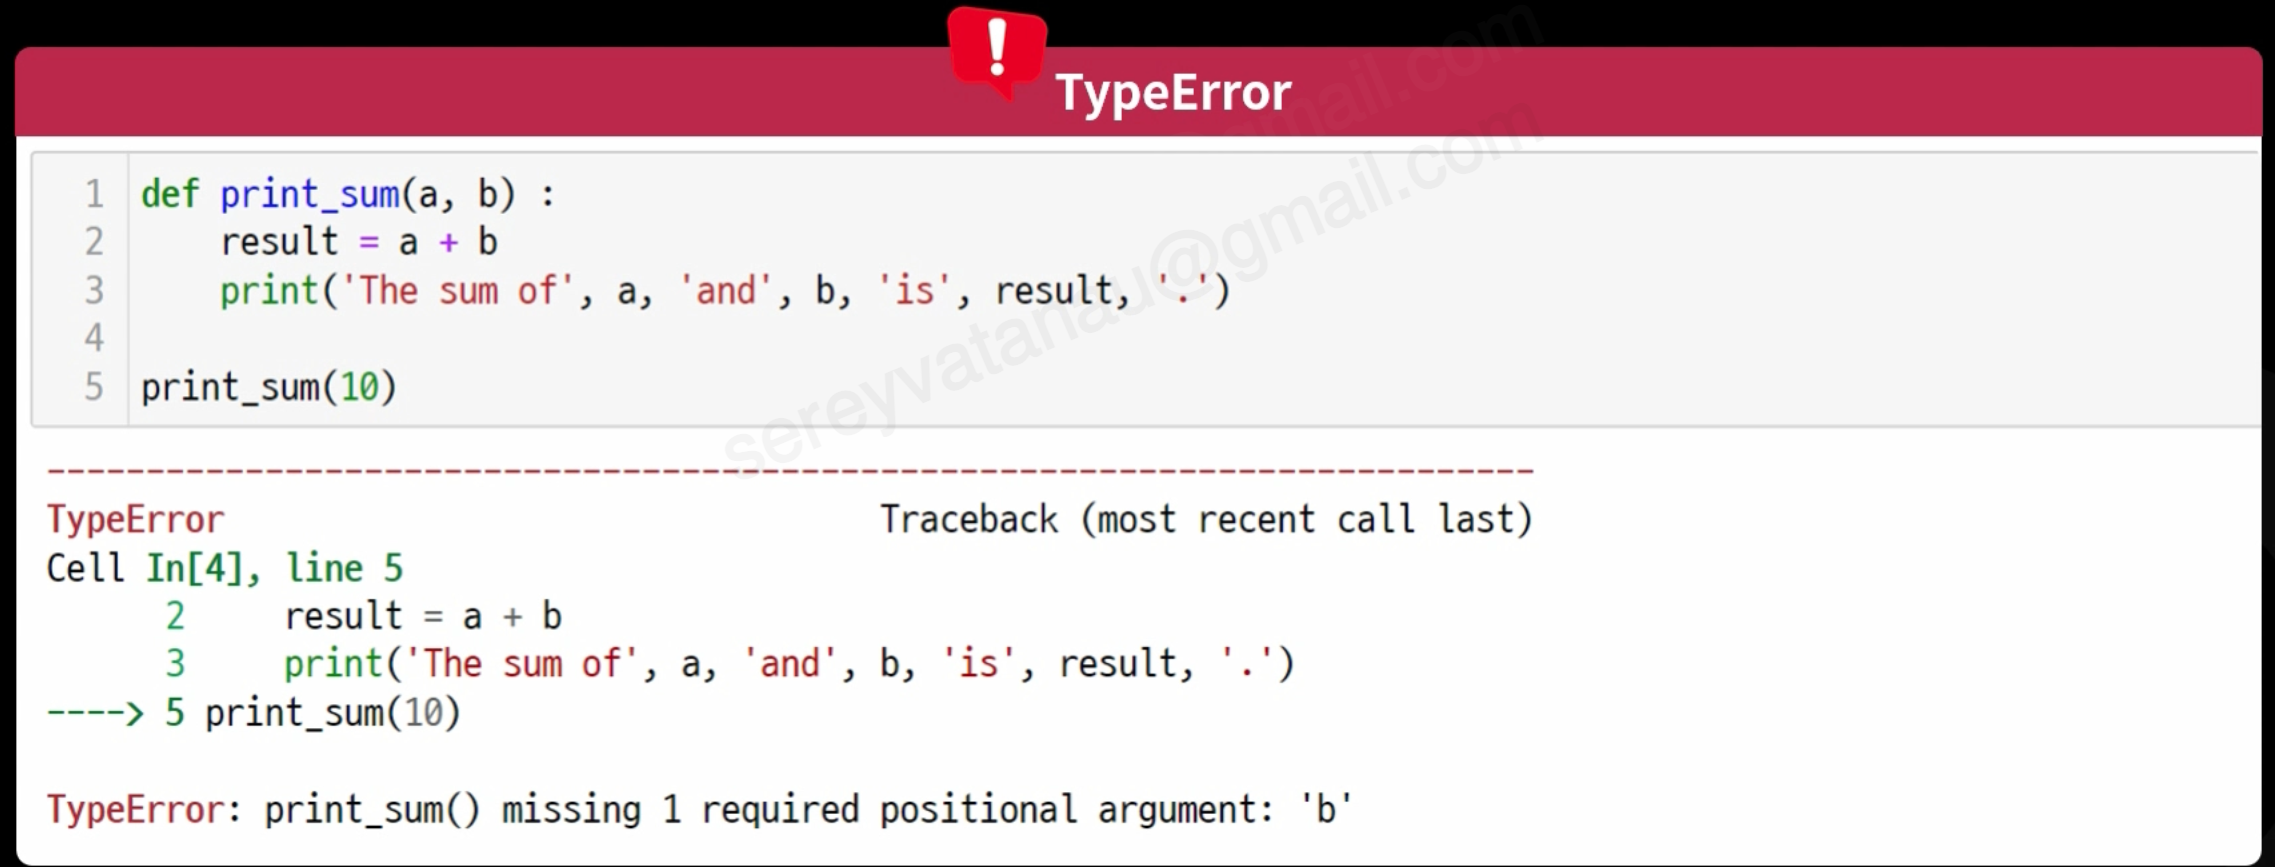 !
TypeError
1 def print_sum(a, b) :
2     result = a + b
3     print('The sum of', a, 'and', b, 'is', result, '.')
4
5 print_sum(10)
---------------------------------------------------------------------------
TypeError                                 Traceback (most recent call last)
Cell In[4], line 5
      2     result = a + b
      3     print('The sum of', a, 'and', b, 'is', result, '.')
----> 5 print_sum(10)
TypeError: print_sum() missing 1 required positional argument: 'b'
sereyvatanau@gmail.com
gmail.com